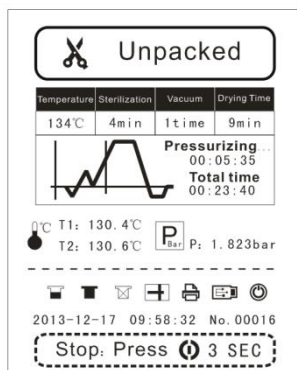 Unpacked
Temperature Sterilization Vacuum Drying Time
134℃ 4min 1time 9min
Pressurizing...
00:05:35
Total time
00:23:40
℃ T1: 130.4℃
T2: 130.6℃
P Bar P: 1.823bar
2013-12-17 09:58:32 No.00016
Stop: Press 3 SEC